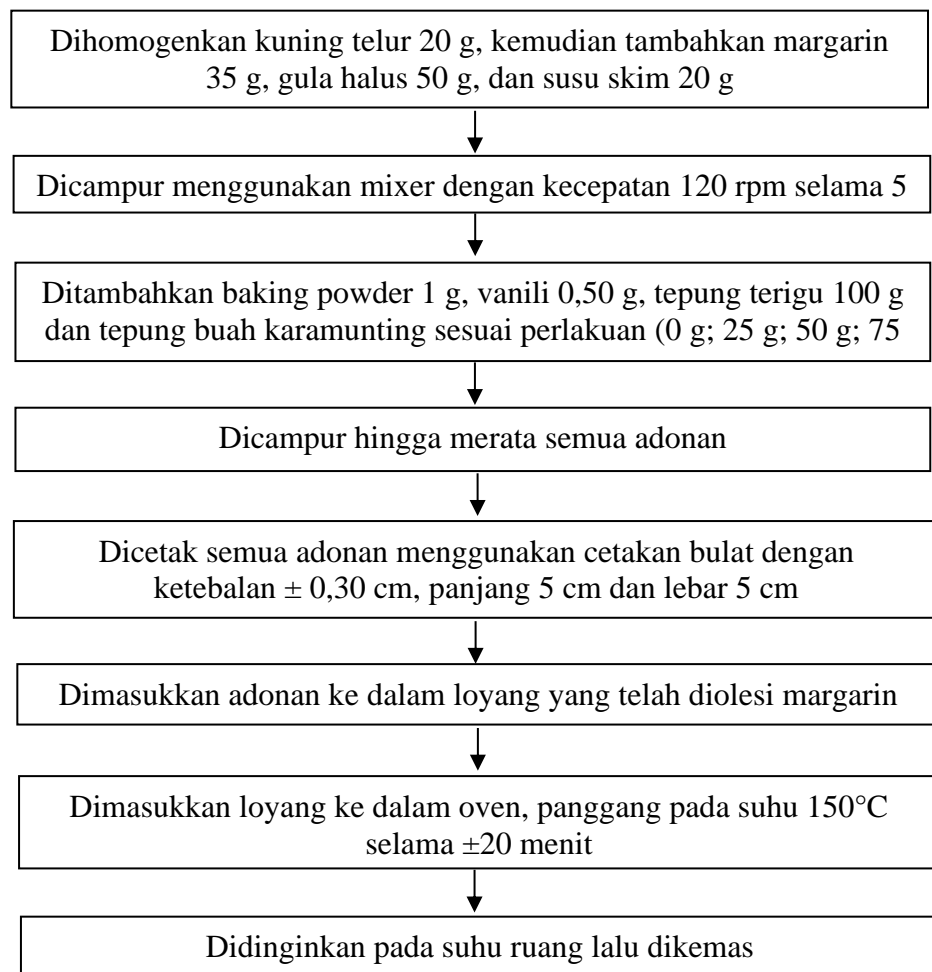 Dihomogenkan kuning telur 20 g, kemudian tambahkan margarin
35 g, gula halus 50 g, dan susu skim 20 g
Dicampur menggunakan mixer dengan kecepatan 120 rpm selama 5
Ditambahkan baking powder 1 g, vanili 0,50 g, tepung terigu 100 g
dan tepung buah karamunting sesuai perlakuan (0 g; 25 g; 50 g; 75
Dicampur hingga merata semua adonan
Dicetak semua adonan menggunakan cetakan bulat dengan
ketebalan ± 0,30 cm, panjang 5 cm dan lebar 5 cm
Dimasukkan adonan ke dalam loyang yang telah diolesi margarin
Dimasukkan loyang ke dalam oven, panggang pada suhu 150°C
selama ±20 menit
Didinginkan pada suhu ruang lalu dikemas